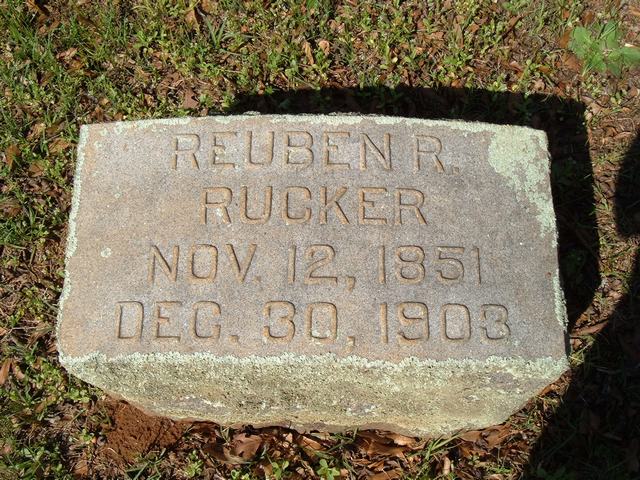 REUBEN R.
RUCKER
NOV. 12, 1851
DEC. 30, 1903